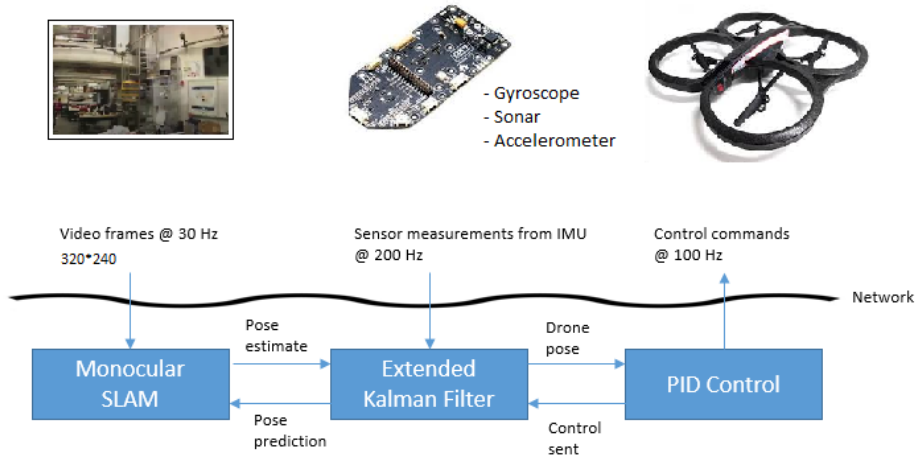 - Gyroscope
- Sonar
- Accelerometer
Video frames @ 30 Hz
320*240
Sensor measurements from IMU
@ 200 Hz
Control commands
@ 100 Hz
Network
Pose
estimate
Drone
pose
Monocular
SLAM
Extended
Kalman Filter
PID Control
Pose
prediction
Control
sent